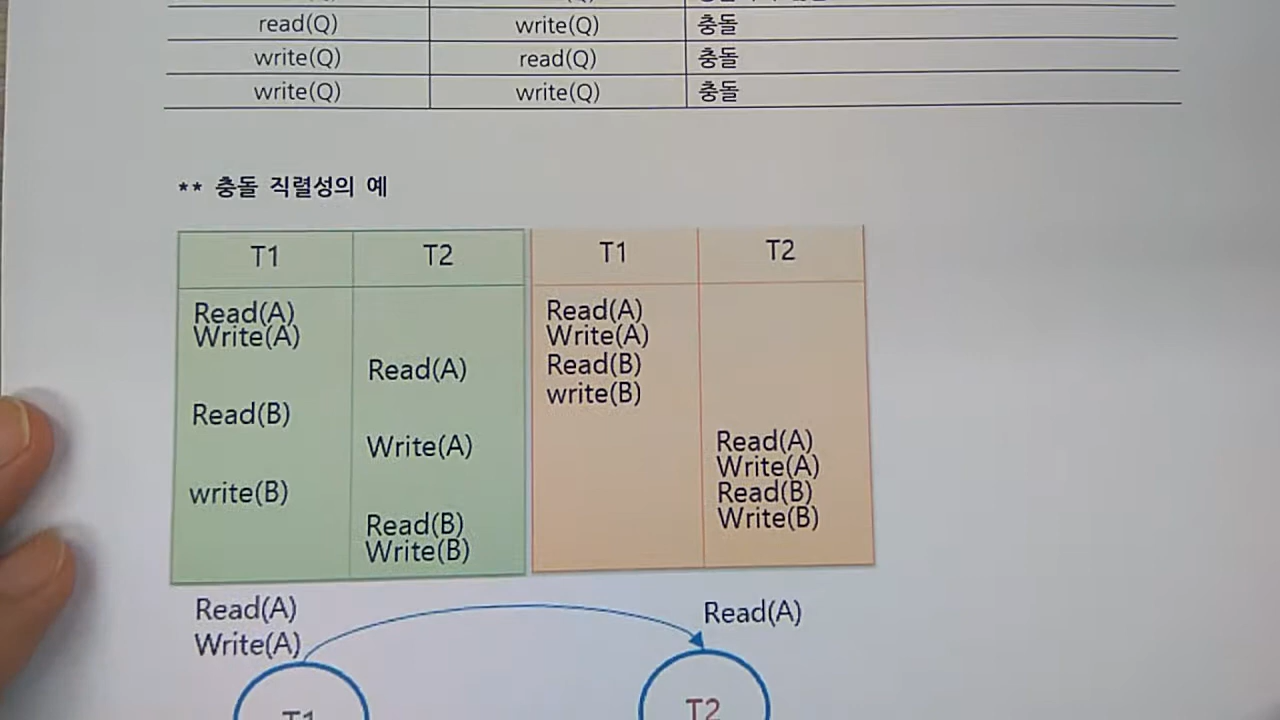 read(Q) write(Q) 충돌
write(Q) read(Q) 충돌
write(Q) write(Q) 충돌
** 충돌 직렬성의 예
T1 T2 T1 T2
Read(A) Read(A)
Write(A) Write(A)
Read(A) Read(B)
Read(B) write(B)
Write(A) Read(A)
Write(A)
write(B) Read(B)
Read(B) Write(B)
Write(B)
Read(A) Read(A)
Write(A)
T1 T2